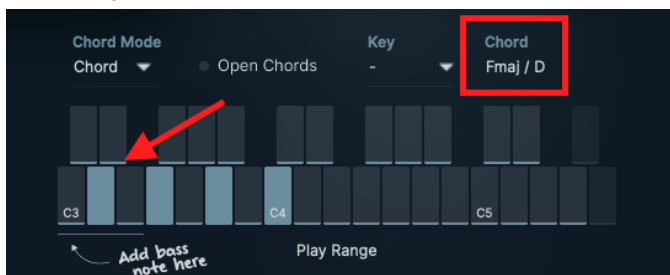 Chord Mode
Key
Chord
Chord
Open Chords
-
Fmaj / D
C3
C4
C5
Add bass
note here
Play Range